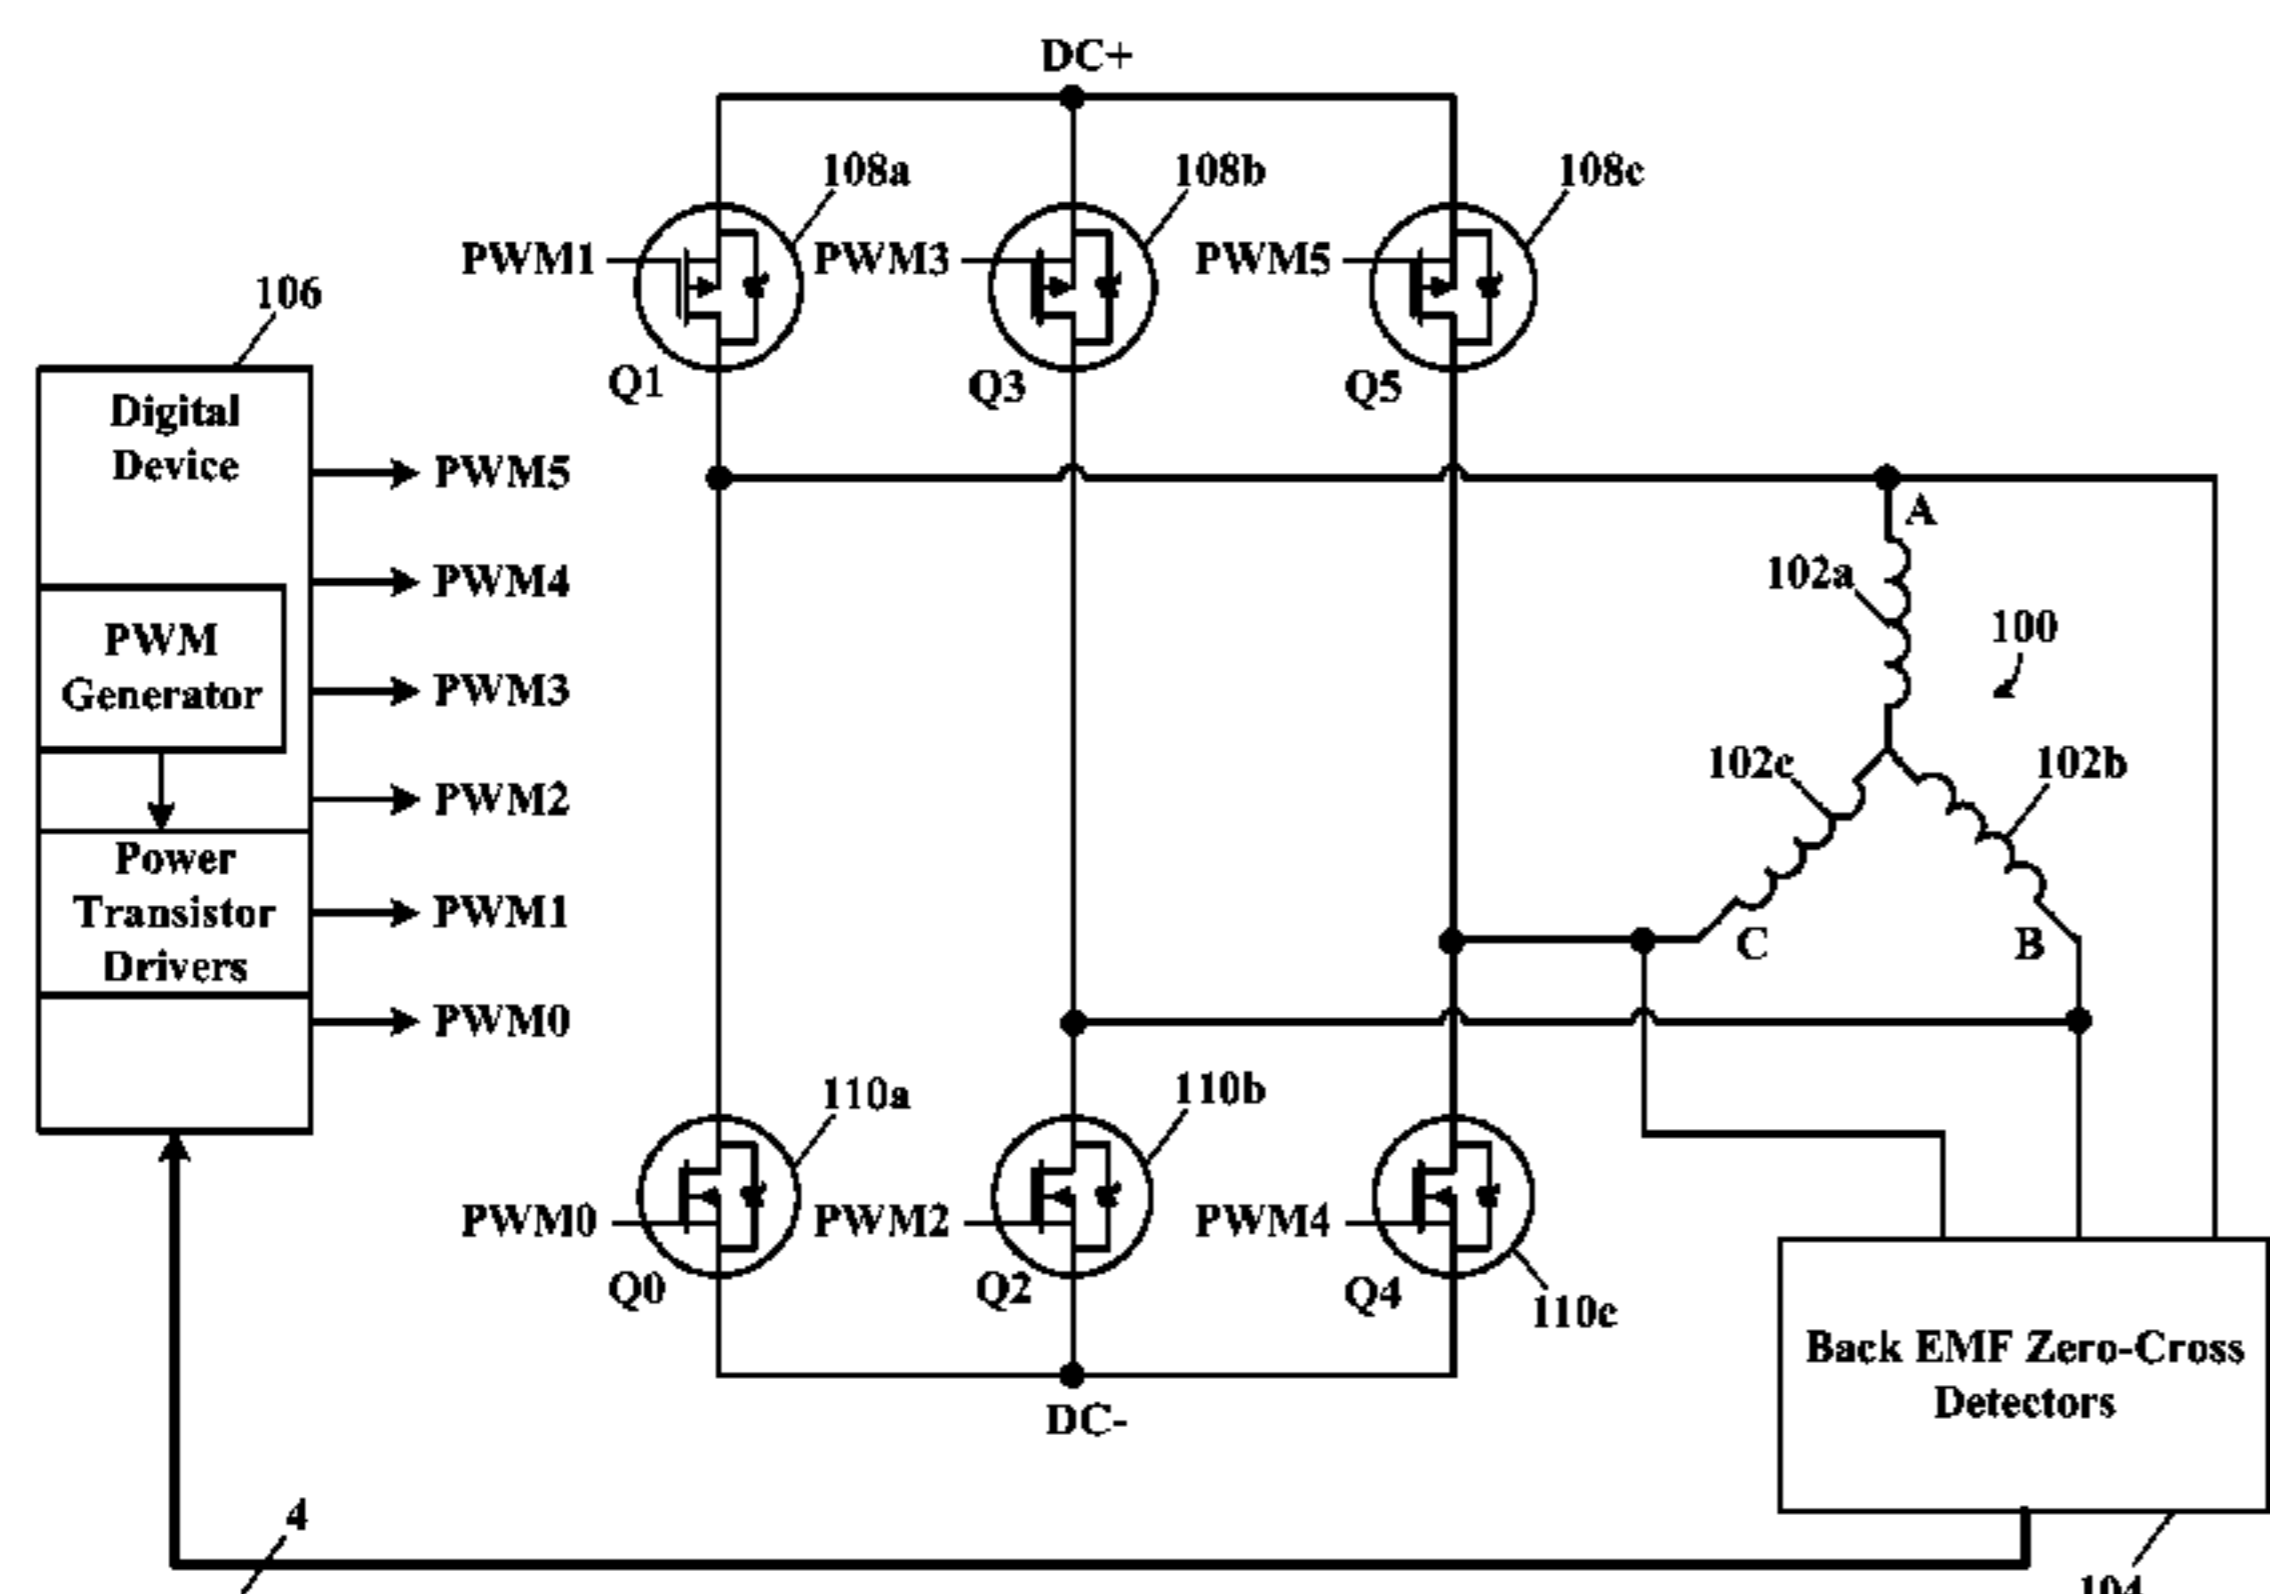 DC+
108a
108b
108c
PWM1
PWM3
PWM5
106
Q1
Q3
Q5
Digital
Device
PWM5
A
PWM4
102a
100
PWM
Generator
PWM3
102c
102b
PWM2
Power
Transistor
Drivers
PWM1
C
B
PWM0
110a
110b
PWM0
PWM2
PWM4
Q0
Q2
Q4
110c
Back EMF Zero-Cross
Detectors
DC-
4
104